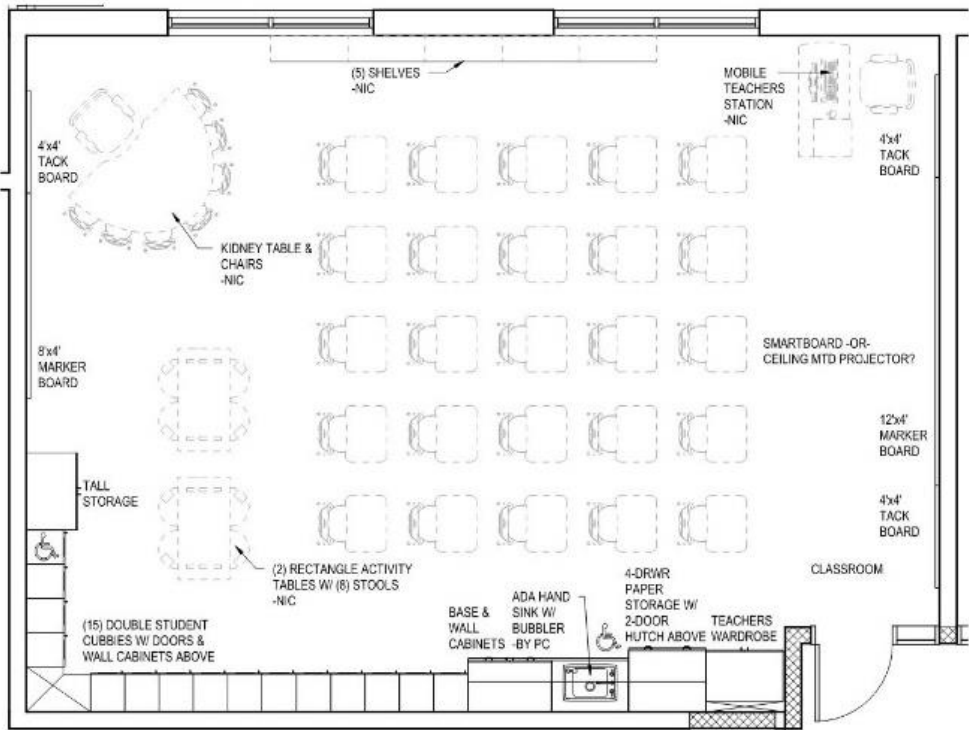 (5) SHELVES
-NIC
MOBILE
TEACHERS
STATION
-NIC
4'x4'
TACK
BOARD
4'x4'
TACK
BOARD
KIDNEY TABLE &
CHAIRS
-NIC
8'x4'
MARKER
BOARD
SMARTBOARD -OR-
CEILING MTD PROJECTOR?
12'x4'
MARKER
BOARD
TALL
STORAGE
4'x4'
TACK
BOARD
(2) RECTANGLE ACTIVITY
TABLES W/ (8) STOOLS
-NIC
CLASSROOM
(15) DOUBLE STUDENT
CUBBIES W/ DOORS &
WALL CABINETS ABOVE
BASE &
WALL
CABINETS
ADA HAND
SINK W/
BUBBLER
-BY PC
4-DRWR
PAPER
STORAGE W/
2-DOOR
HUTCH ABOVE
TEACHERS
WARDROBE